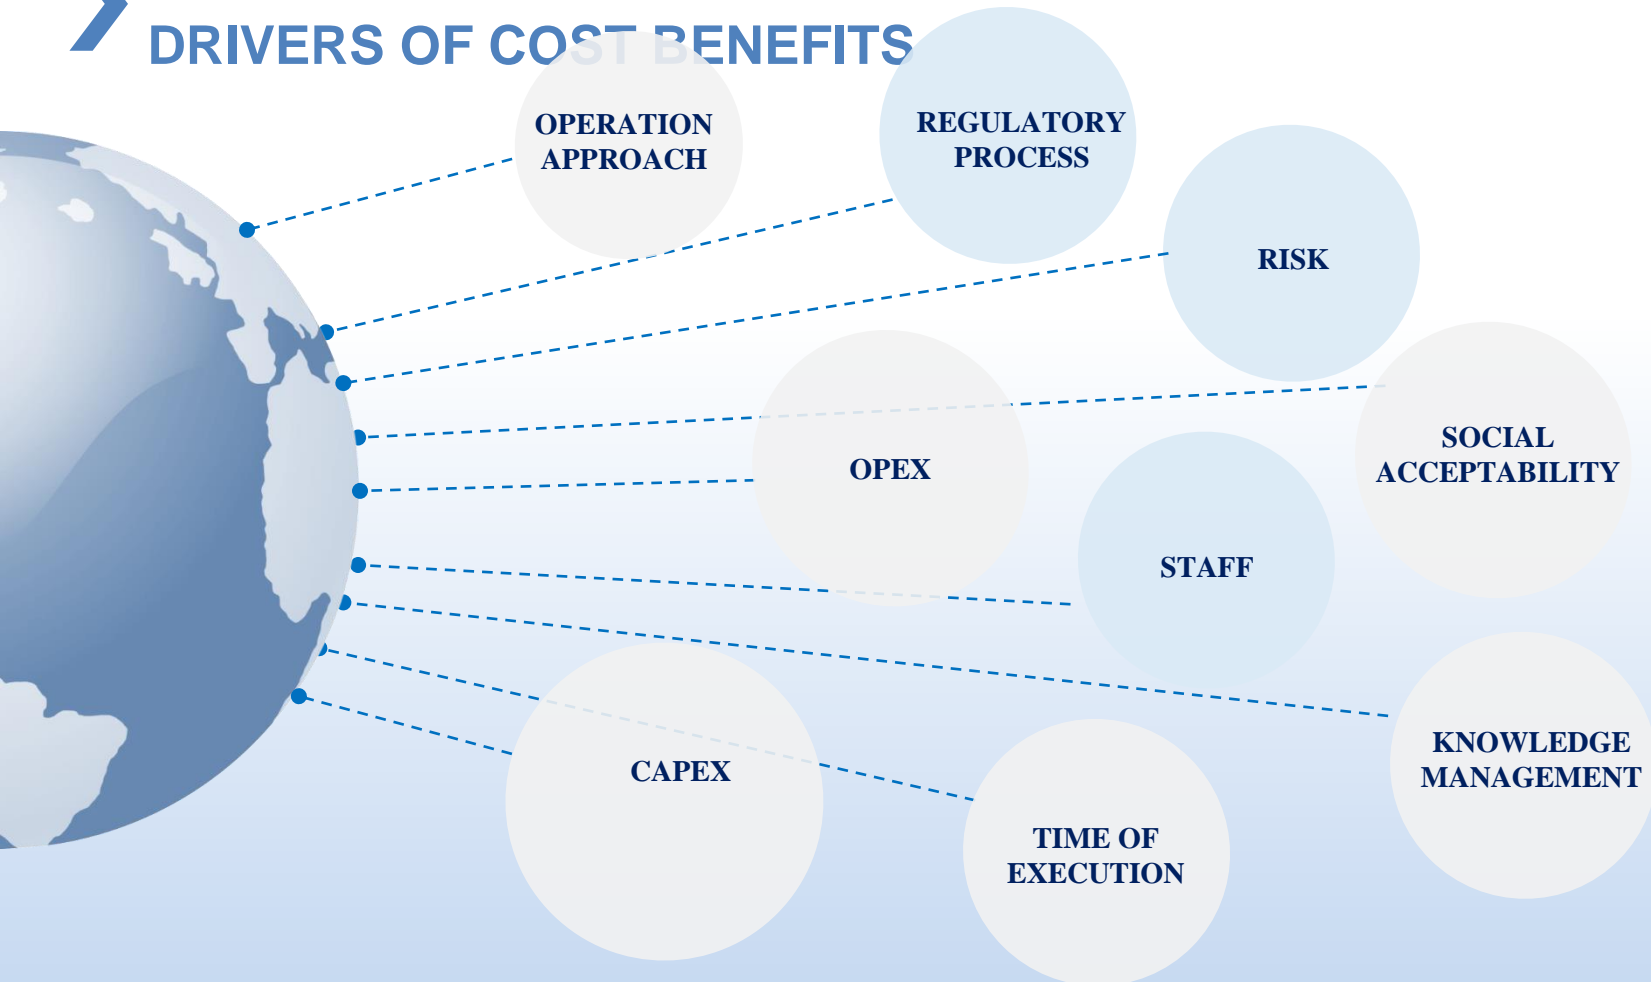 DRIVERS OF COST BENEFITS
OPERATION
APPROACH
REGULATORY
PROCESS
RISK
SOCIAL
ACCEPTABILITY
OPEX
STAFF
KNOWLEDGE
MANAGEMENT
CAPEX
TIME OF
EXECUTION